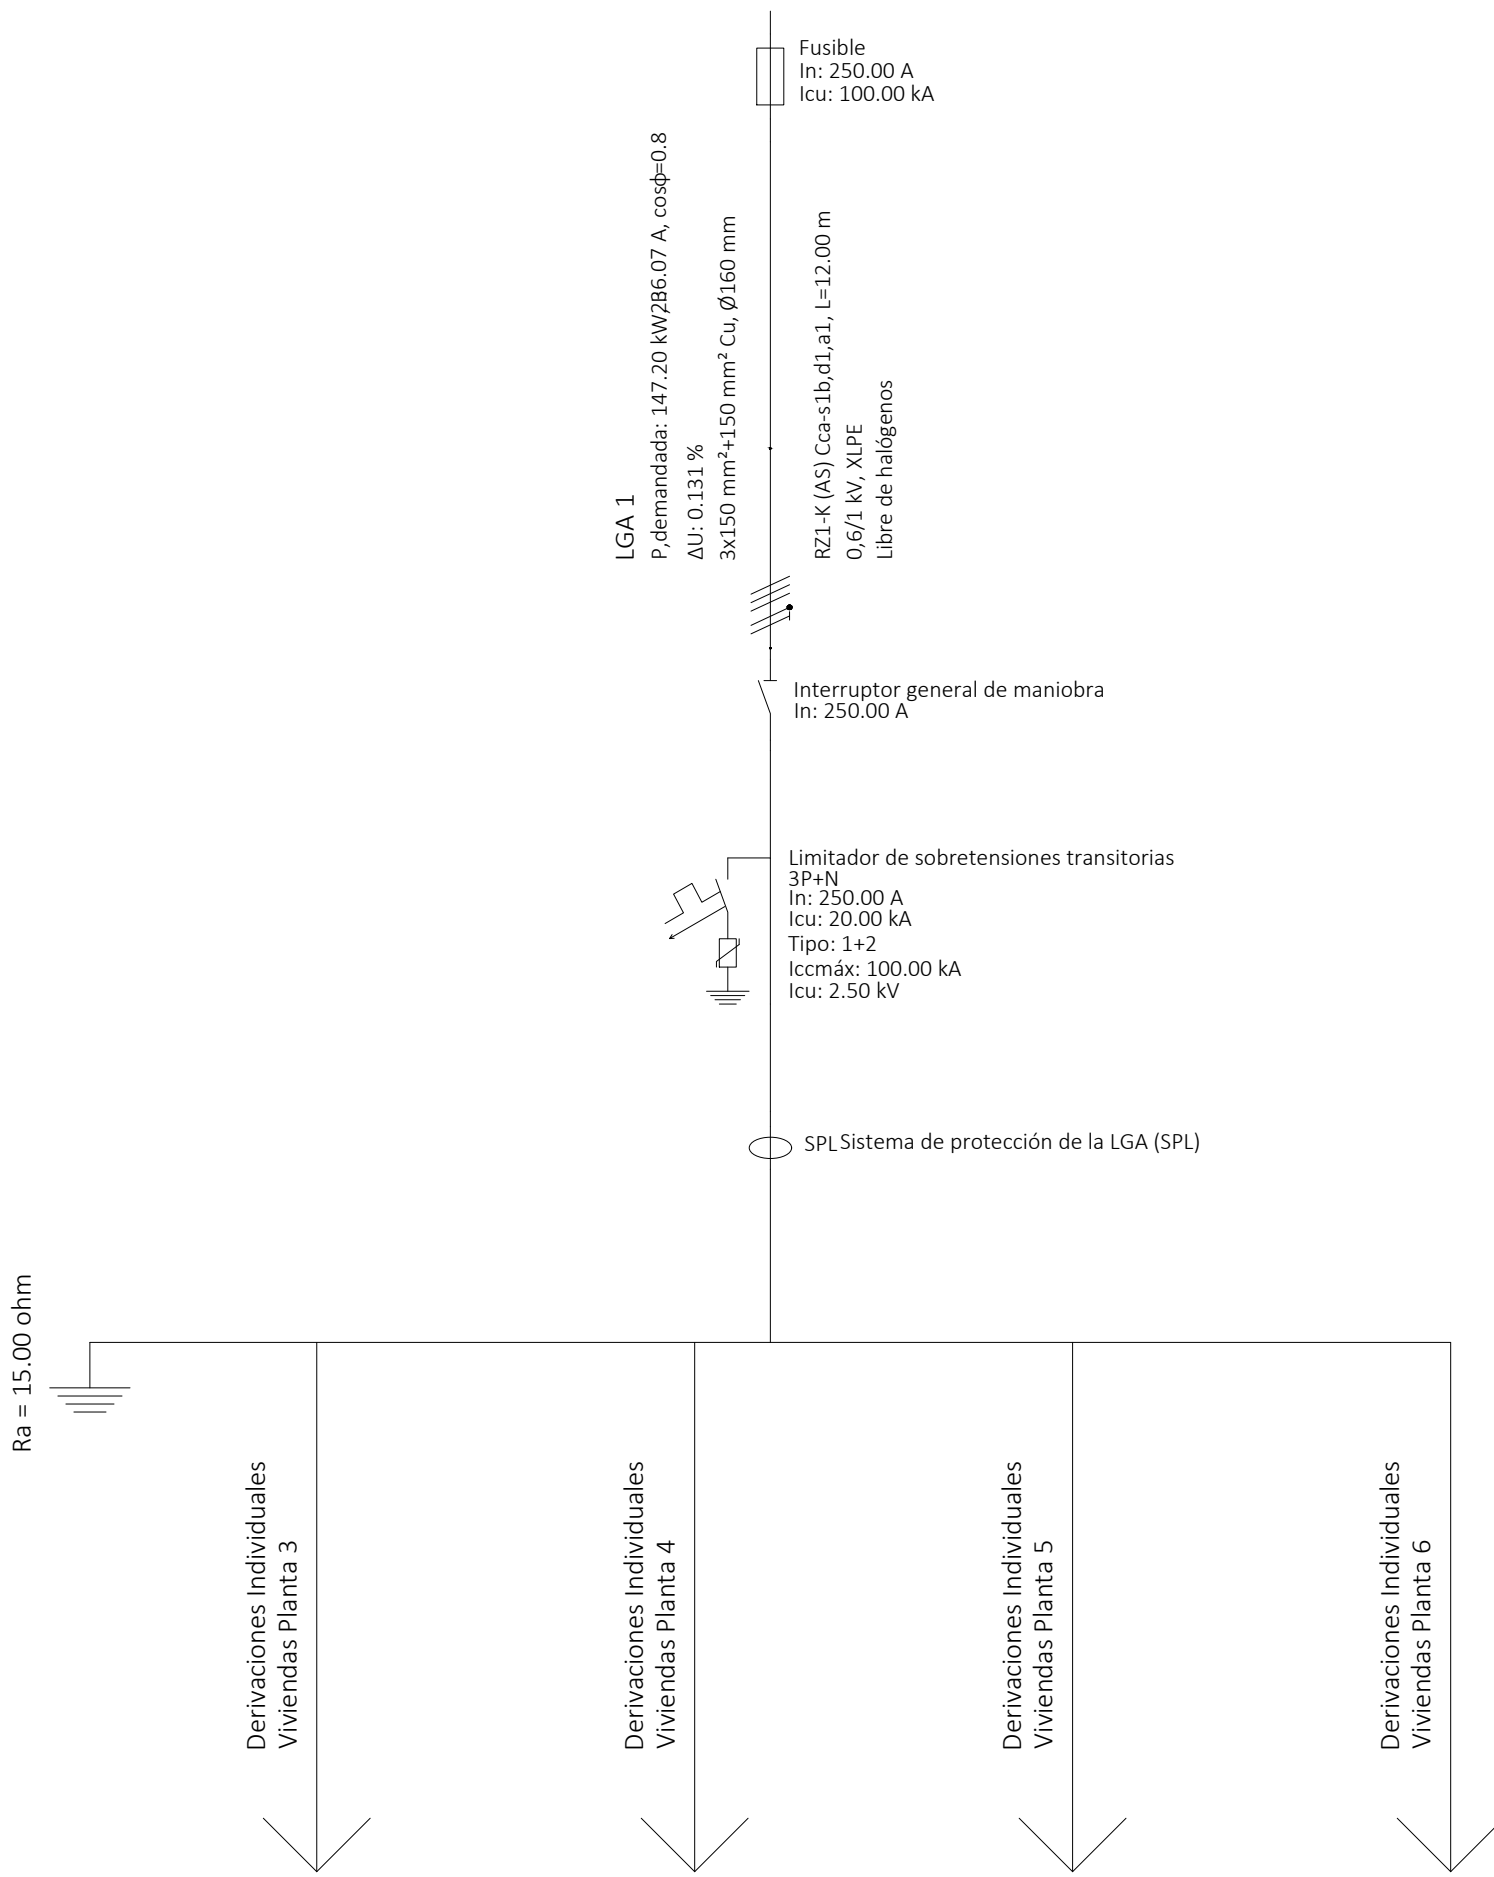 Fusible
In: 250.00 A
Icu: 100.00 kA
LGA 1
P,demandada: 147.20 kW, 236.07 A, cosφ=0.8
ΔU: 0.131 %
3x150 mm²+150 mm² Cu, Ø160 mm
RZ1-K (AS) Cca-s1b,d1,a1, L=12.00 m
0,6/1 kV, XLPE
Libre de halógenos
Interruptor general de maniobra
In: 250.00 A
Limitador de sobretensiones transitorias
3P+N
In: 250.00 A
Icu: 20.00 kA
Tipo: 1+2
Iccmáx: 100.00 kA
Icu: 2.50 kV
SPL Sistema de protección de la LGA (SPL)
Ra = 15.00 ohm
Derivaciones Individuales
Viviendas Planta 3
Derivaciones Individuales
Viviendas Planta 4
Derivaciones Individuales
Viviendas Planta 5
Derivaciones Individuales
Viviendas Planta 6